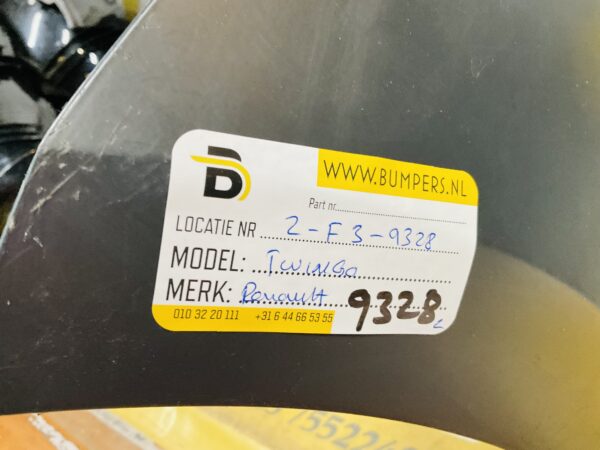 WWW.BUMPERS.NL
Part nr.
LOCATIE NR 2-F3-9328
MODEL: TWINGO
MERK: Renault 9328
010 32 20 111 +31 6 44 66 53 55